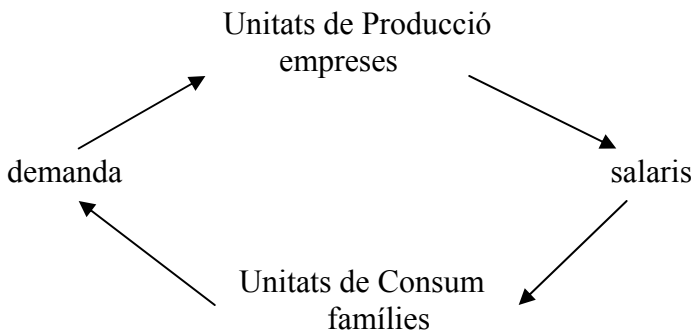 Unitats de Producció
empreses
demanda
salaris
Unitats de Consum
famílies